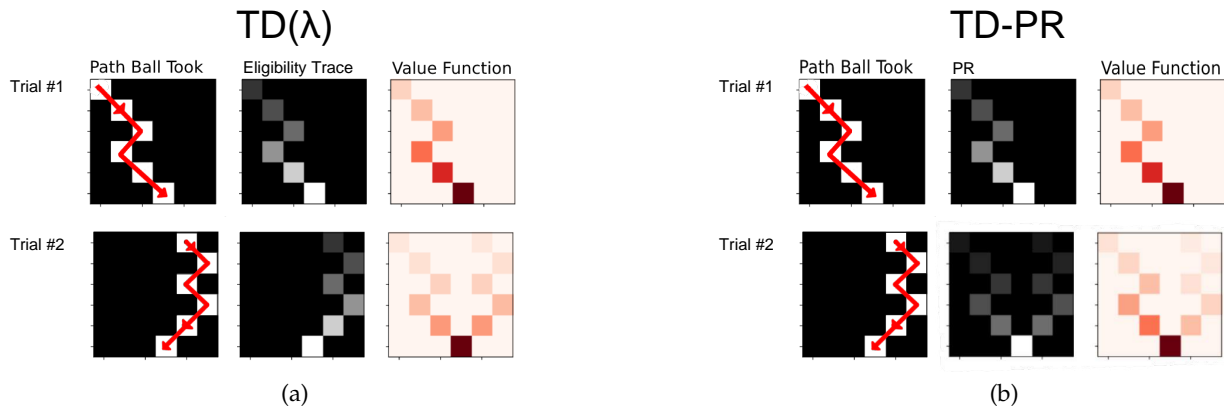 TD(λ)
Path Ball Took Eligibility Trace Value Function
Trial #1
Trial #2
(a)
TD-PR
Path Ball Took PR Value Function
Trial #1
Trial #2
(b)